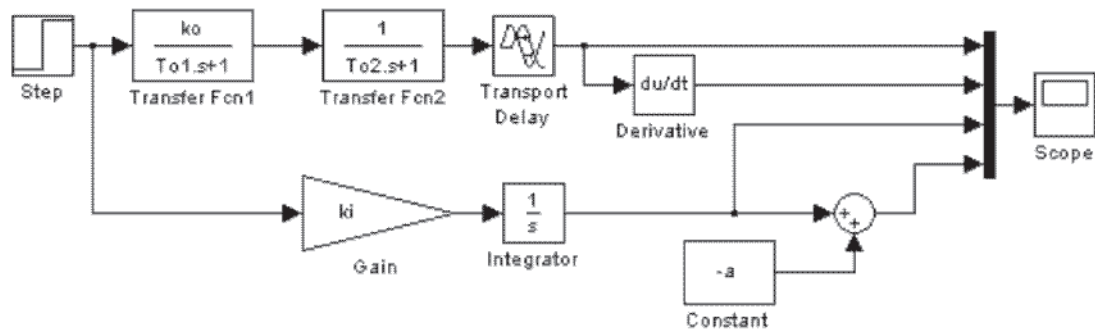 ko
To1.s+1
1
To2.s+1
Step
Transfer Fcn1
Transfer Fcn2
Transport
Delay
du/dt
Derivative
Scope
ki
Gain
1
s
Integrator
+
+
-a
Constant